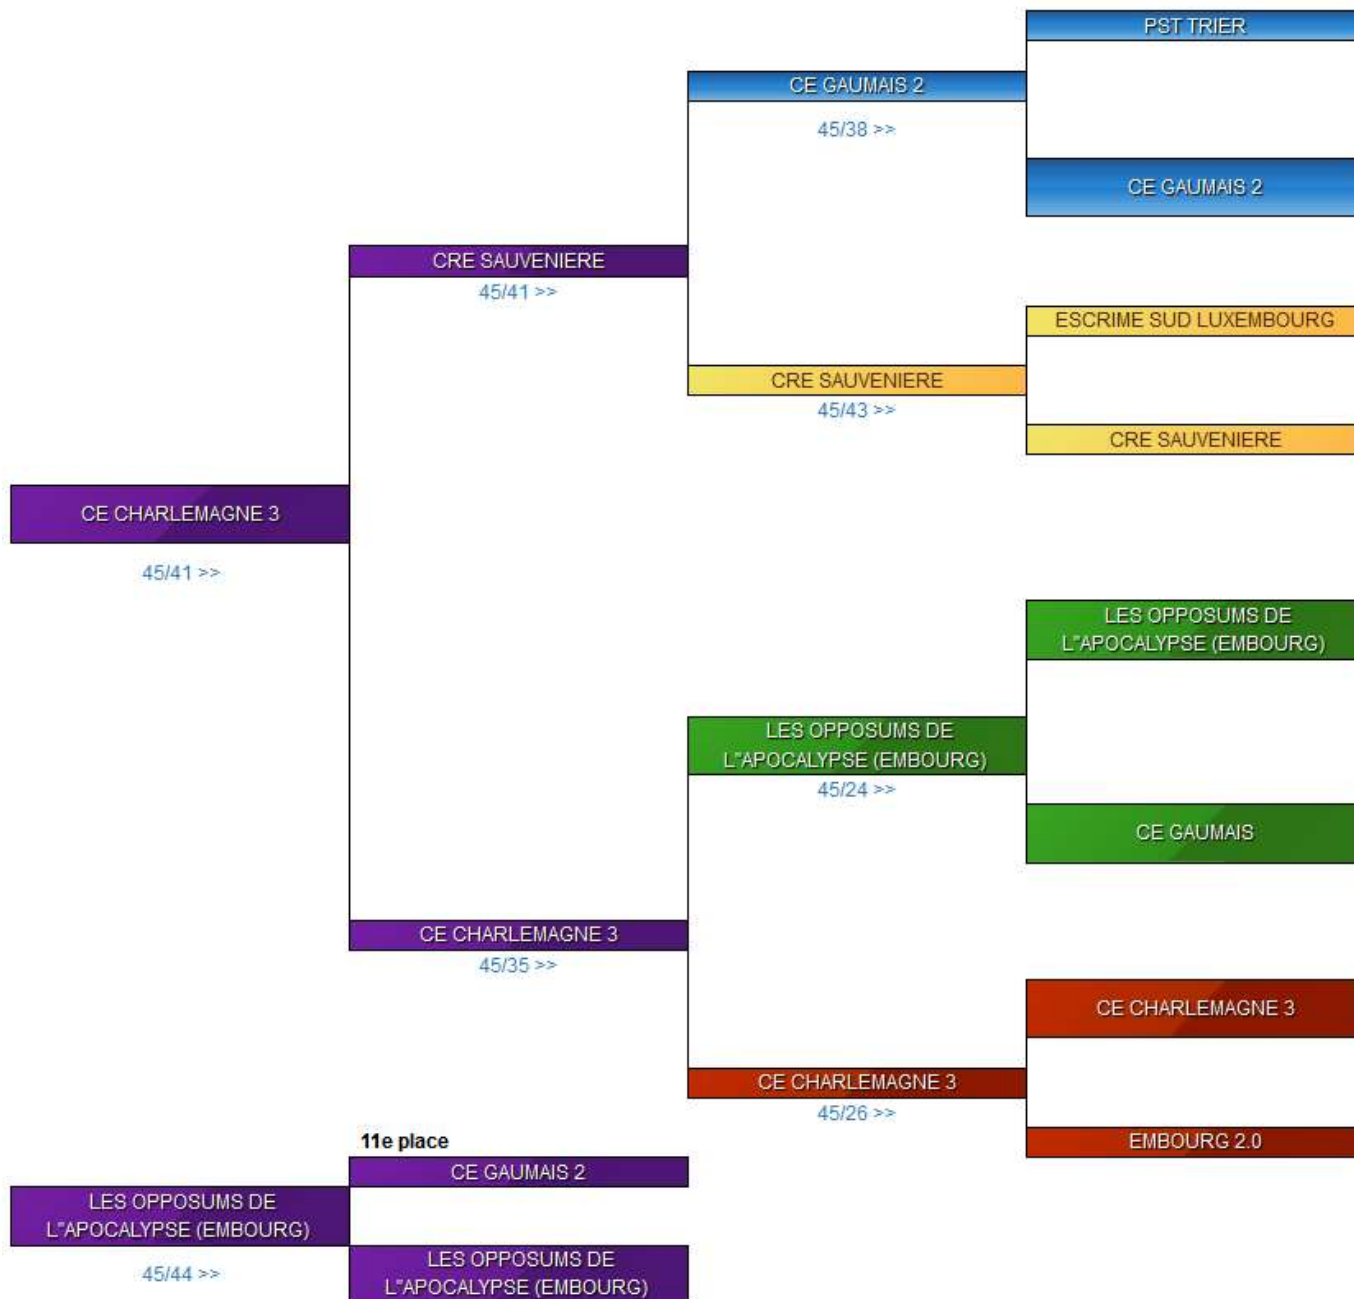 PST TRIER
CE GAUMAIS 2
45/38 >>
CE GAUMAIS 2
CRE SAUVENIERE
45/41 >>
ESCRIME SUD LUXEMBOURG
CRE SAUVENIERE
45/43 >>
CRE SAUVENIERE
CE CHARLEMAGNE 3
45/41 >>
LES OPPOSUMS DE
L"APOCALYPSE (EMBOURG)
LES OPPOSUMS DE
L"APOCALYPSE (EMBOURG)
45/24 >>
CE GAUMAIS
CE CHARLEMAGNE 3
45/35 >>
CE CHARLEMAGNE 3
CE CHARLEMAGNE 3
45/26 >>
EMBOURG 2.0
11e place
CE GAUMAIS 2
LES OPPOSUMS DE
L"APOCALYPSE (EMBOURG)
45/44 >>
LES OPPOSUMS DE
L"APOCALYPSE (EMBOURG)